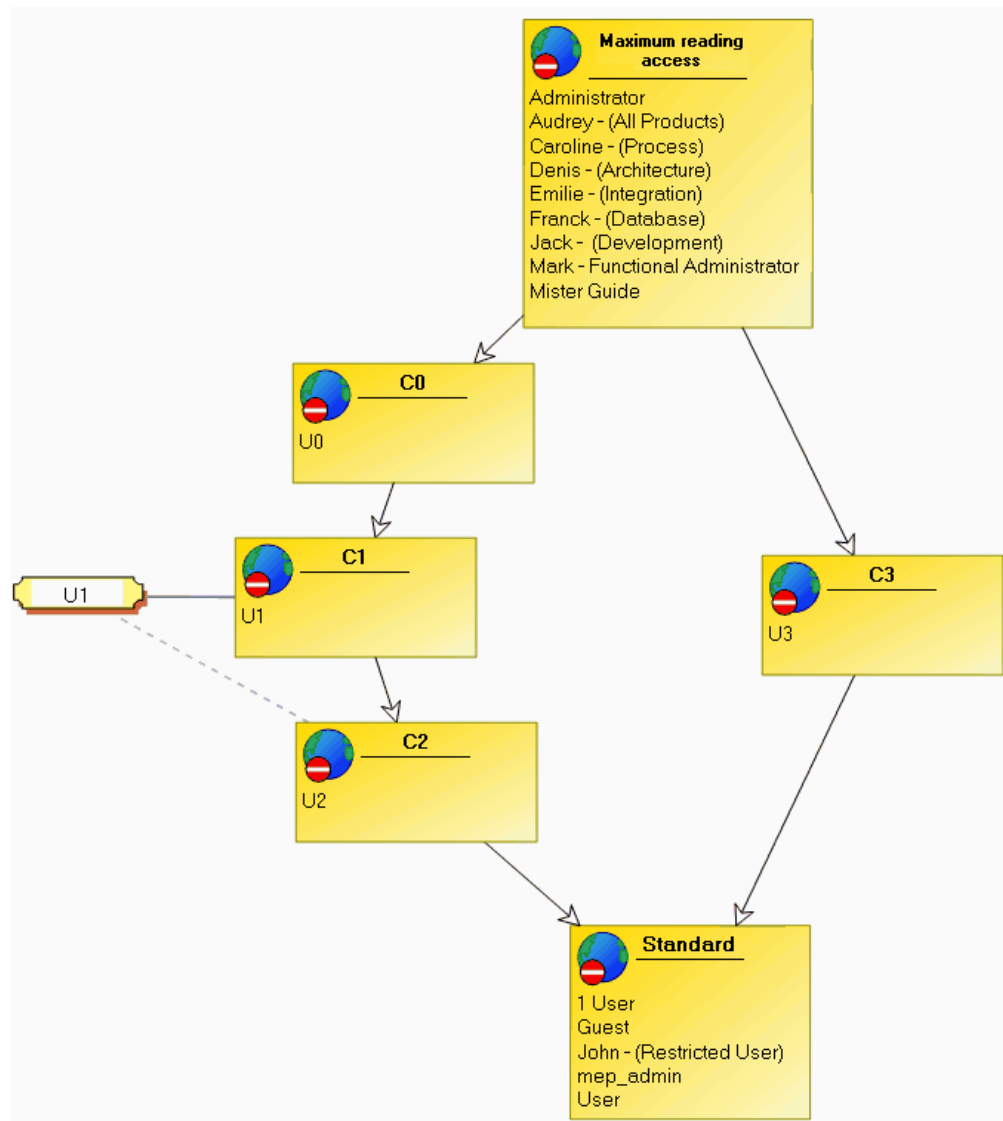 Maximum reading
access
Administrator
Audrey - (All Products)
Caroline - (Process)
Denis - (Architecture)
Emilie - (Integration)
Franck - (Database)
Jack - (Development)
Mark - Functional Administrator
Mister Guide
C0
U0
C1
U1
U1
C3
U3
C2
U2
Standard
1 User
Guest
John - (Restricted User)
mep_admin
User